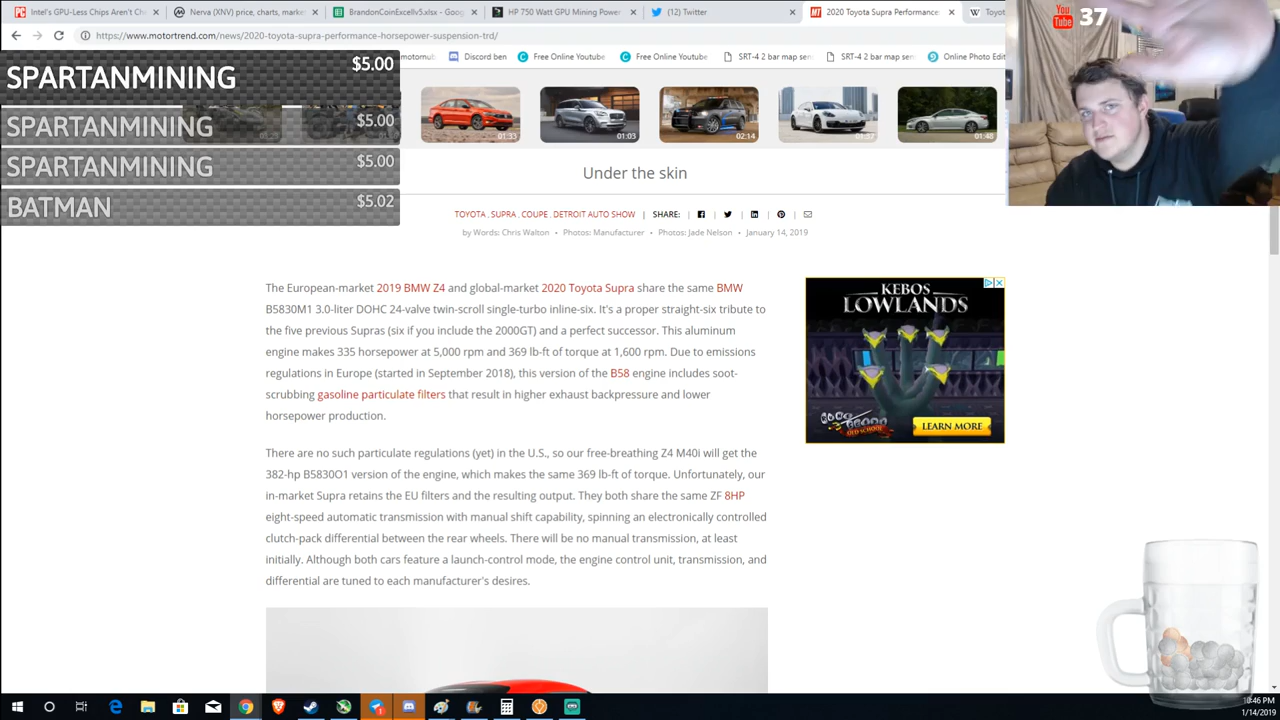 Intel's GPU-Less Chips Aren't Ch
Nerva (XNV) price, charts, marke
BrandonCoinExcellv5.xlsx - Goog
HP 750 Watt GPU Mining Power
(12) Twitter
2020 Toyota Supra Performance
Toyot
https://www.motortrend.com/news/2020-toyota-supra-performance-horsepower-suspension-trd/
Discord ben
Free Online Youtube
Free Online Youtube
SRT-4 2 bar map sen
SRT-4 2 bar map sen
Online Photo Edit
You Tube 37
SPARTANMINING $5.00
SPARTANMINING $5.00
SPARTANMINING $5.00
BATMAN $5.02
01:33
01:03
02:14
01:37
01:48
Under the skin
TOYOTA , SUPRA , COUPE , DETROIT AUTO SHOW | SHARE:
by Words: Chris Walton • Photos: Manufacturer • Photos: Jade Nelson • January 14, 2019
The European-market 2019 BMW Z4 and global-market 2020 Toyota Supra share the same BMW
B5830M1 3.0-liter DOHC 24-valve twin-scroll single-turbo inline-six. It's a proper straight-six tribute to
the five previous Supras (six if you include the 2000GT) and a perfect successor. This aluminum
engine makes 335 horsepower at 5,000 rpm and 369 lb-ft of torque at 1,600 rpm. Due to emissions
regulations in Europe (started in September 2018), this version of the B58 engine includes soot-
scrubbing gasoline particulate filters that result in higher exhaust backpressure and lower
horsepower production.
There are no such particulate regulations (yet) in the U.S., so our free-breathing Z4 M40i will get the
382-hp B5830O1 version of the engine, which makes the same 369 lb-ft of torque. Unfortunately, our
in-market Supra retains the EU filters and the resulting output. They both share the same ZF 8HP
eight-speed automatic transmission with manual shift capability, spinning an electronically controlled
clutch-pack differential between the rear wheels. There will be no manual transmission, at least
initially. Although both cars feature a launch-control mode, the engine control unit, transmission, and
differential are tuned to each manufacturer's desires.
KEBOS
LOWLANDS
OLD SCHOOL
LEARN MORE
10:46 PM
1/14/2019